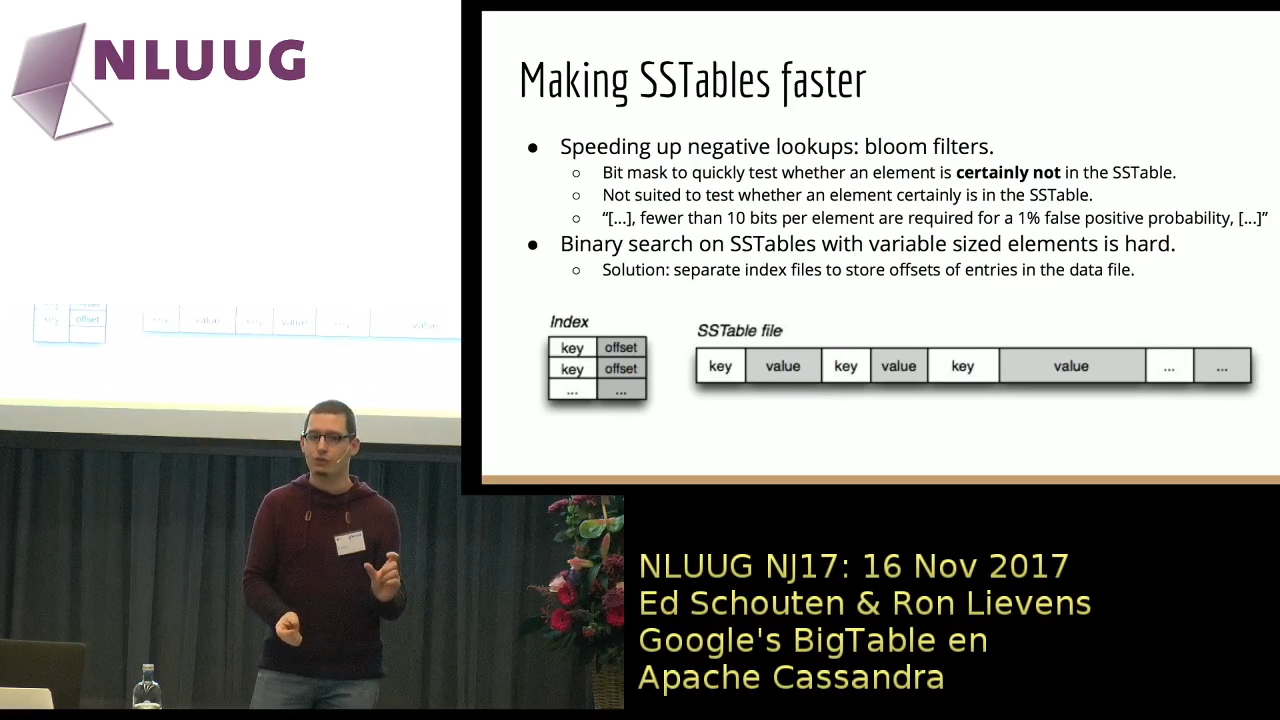 NLUUG
Making SSTables faster
● Speeding up negative lookups: bloom filters.
○ Bit mask to quickly test whether an element is certainly not in the SSTable.
○ Not suited to test whether an element certainly is in the SSTable.
○ “[...], fewer than 10 bits per element are required for a 1% false positive probability, [...]”
● Binary search on SSTables with variable sized elements is hard.
○ Solution: separate index files to store offsets of entries in the data file.
Index
key offset
key offset
... ...
SSTable file
key value key value key value ... ...
key offset
value value value
NLUUG NJ17: 16 Nov 2017
Ed Schouten & Ron Lievens
Google's BigTable en
Apache Cassandra